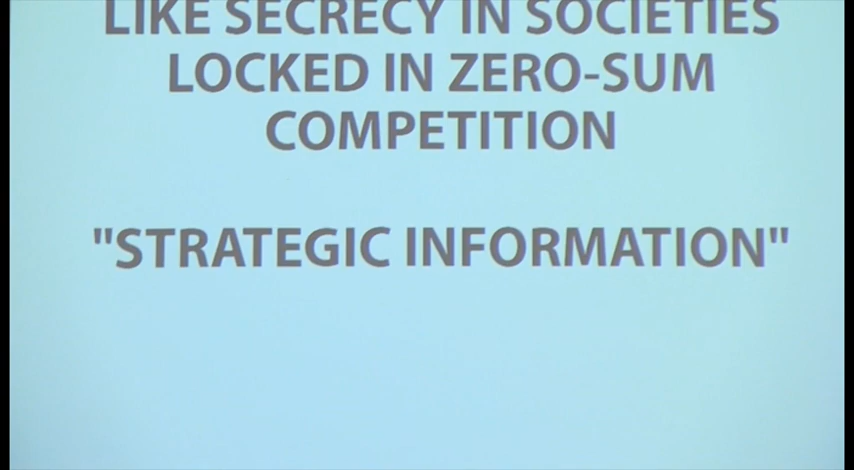 LIKE SECRECY IN SOCIETIES
LOCKED IN ZERO-SUM
COMPETITION
"STRATEGIC INFORMATION"